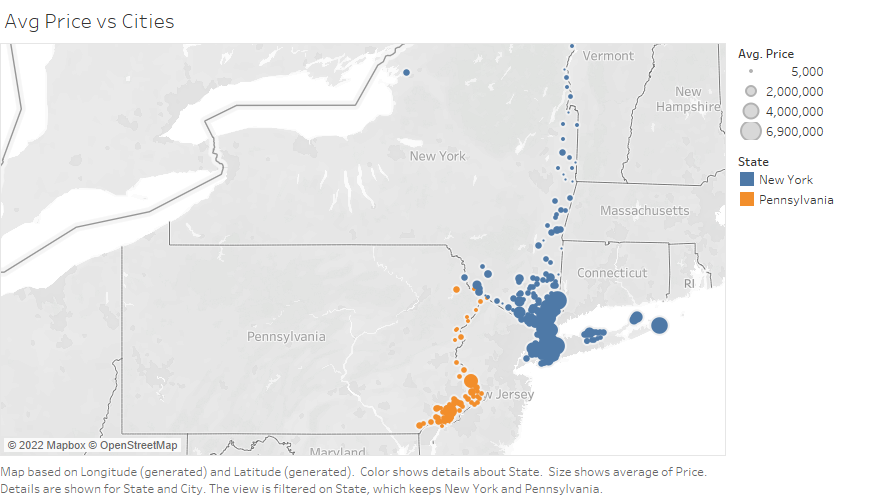 Avg Price vs Cities
Vermont
New
Hampshire
New York
Massachusetts
Connecticut
RI
Pennsylvania
w Jersey
Maryland
© 2022 Mapbox © OpenStreetMap
Avg. Price
5,000
2,000,000
4,000,000
6,900,000
State
New York
Pennsylvania
Map based on Longitude (generated) and Latitude (generated).  Color shows details about State.  Size shows average of Price.
Details are shown for State and City. The view is filtered on State, which keeps New York and Pennsylvania.